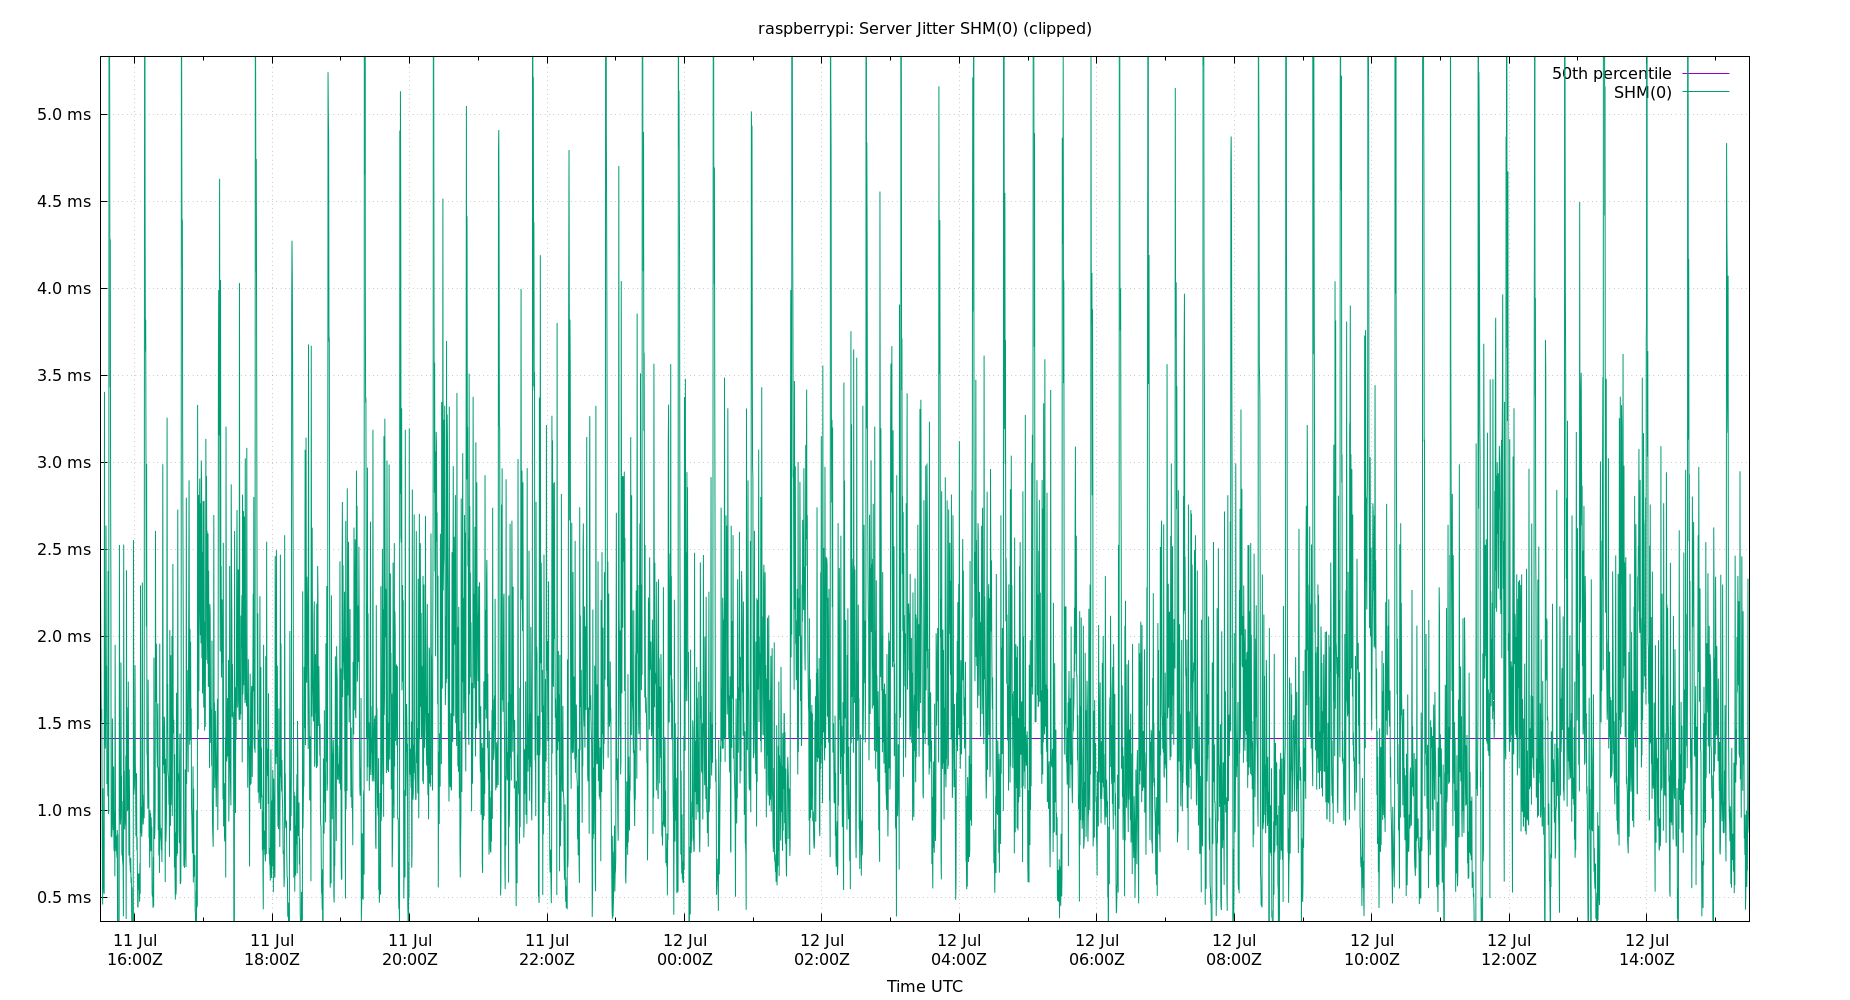 raspberrypi: Server Jitter SHM(0) (clipped)
50th percentile
SHM(0)
5.0 ms
4.5 ms
4.0 ms
3.5 ms
3.0 ms
2.5 ms
2.0 ms
1.5 ms
1.0 ms
0.5 ms
11 Jul 11 Jul 11 Jul 11 Jul 12 Jul 12 Jul 12 Jul 12 Jul 12 Jul 12 Jul 12 Jul 12 Jul
16:00Z 18:00Z 20:00Z 22:00Z 00:00Z 02:00Z 04:00Z 06:00Z 08:00Z 10:00Z 12:00Z 14:00Z
Time UTC